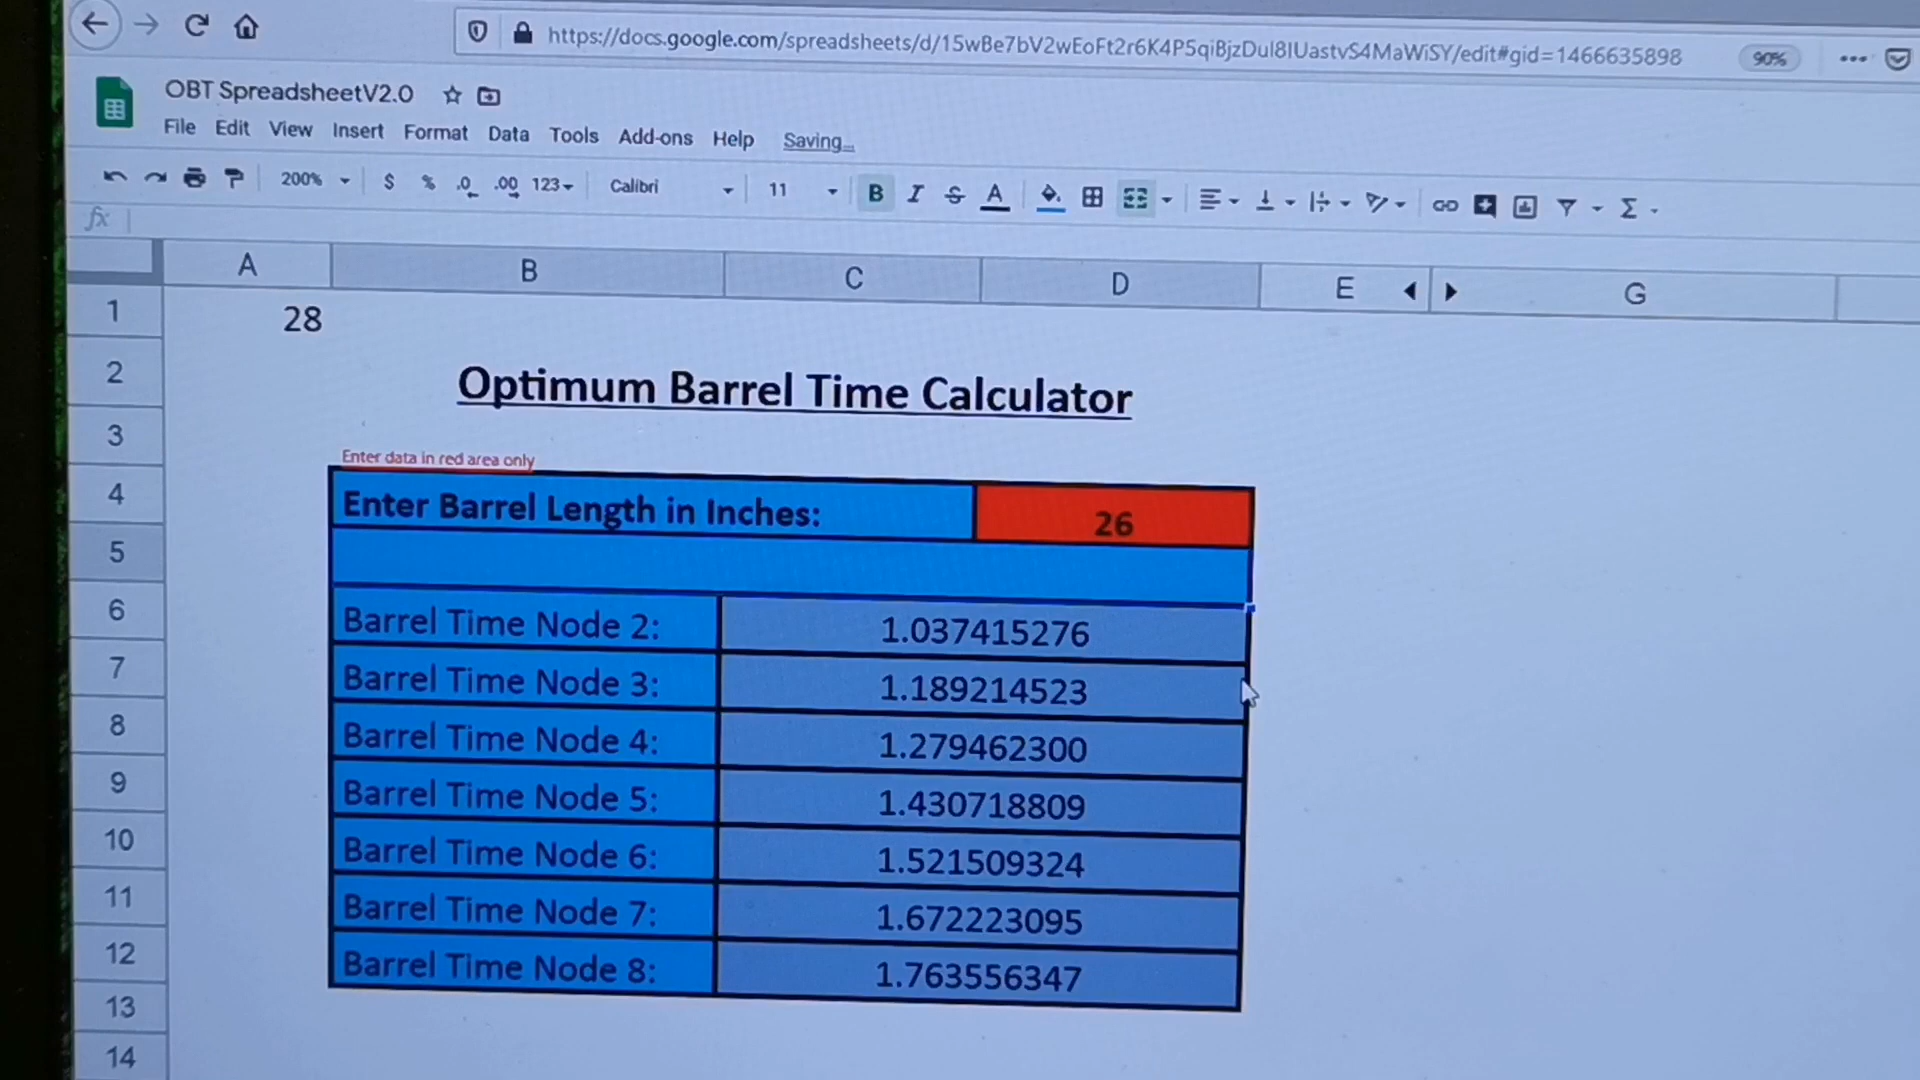 https://docs.google.com/spreadsheets/d/15wBe7bV2wEoFt2r6K4P5qiBjzDul8IUastvS4MaWiSY/edit#gid=1466635898 90%
OBT SpreadsheetV2.0
File Edit View Insert Format Data Tools Add-ons Help Saving...
200% $ % .0 .00 123 Calibri 11 B I S A Σ
fx
A B C D E G
1 28
2 Optimum Barrel Time Calculator
3 Enter data in red area only
4 Enter Barrel Length in Inches: 26
5
6 Barrel Time Node 2: 1.037415276
7 Barrel Time Node 3: 1.189214523
8 Barrel Time Node 4: 1.279462300
9 Barrel Time Node 5: 1.430718809
10 Barrel Time Node 6: 1.521509324
11 Barrel Time Node 7: 1.672223095
12 Barrel Time Node 8: 1.763556347
13
14